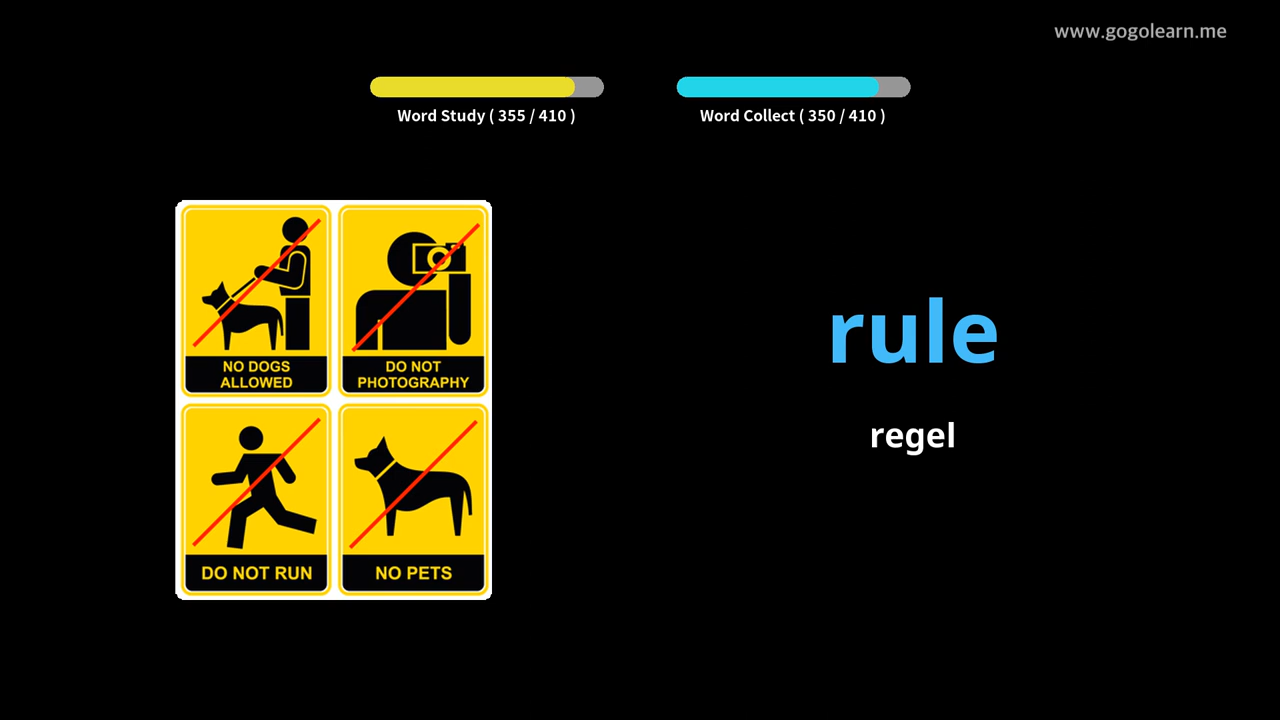 www.gogolearn.me
Word Study ( 355 / 410 )
Word Collect ( 350 / 410 )
NO DOGS
ALLOWED
DO NOT
PHOTOGRAPHY
DO NOT RUN
NO PETS
rule
regel